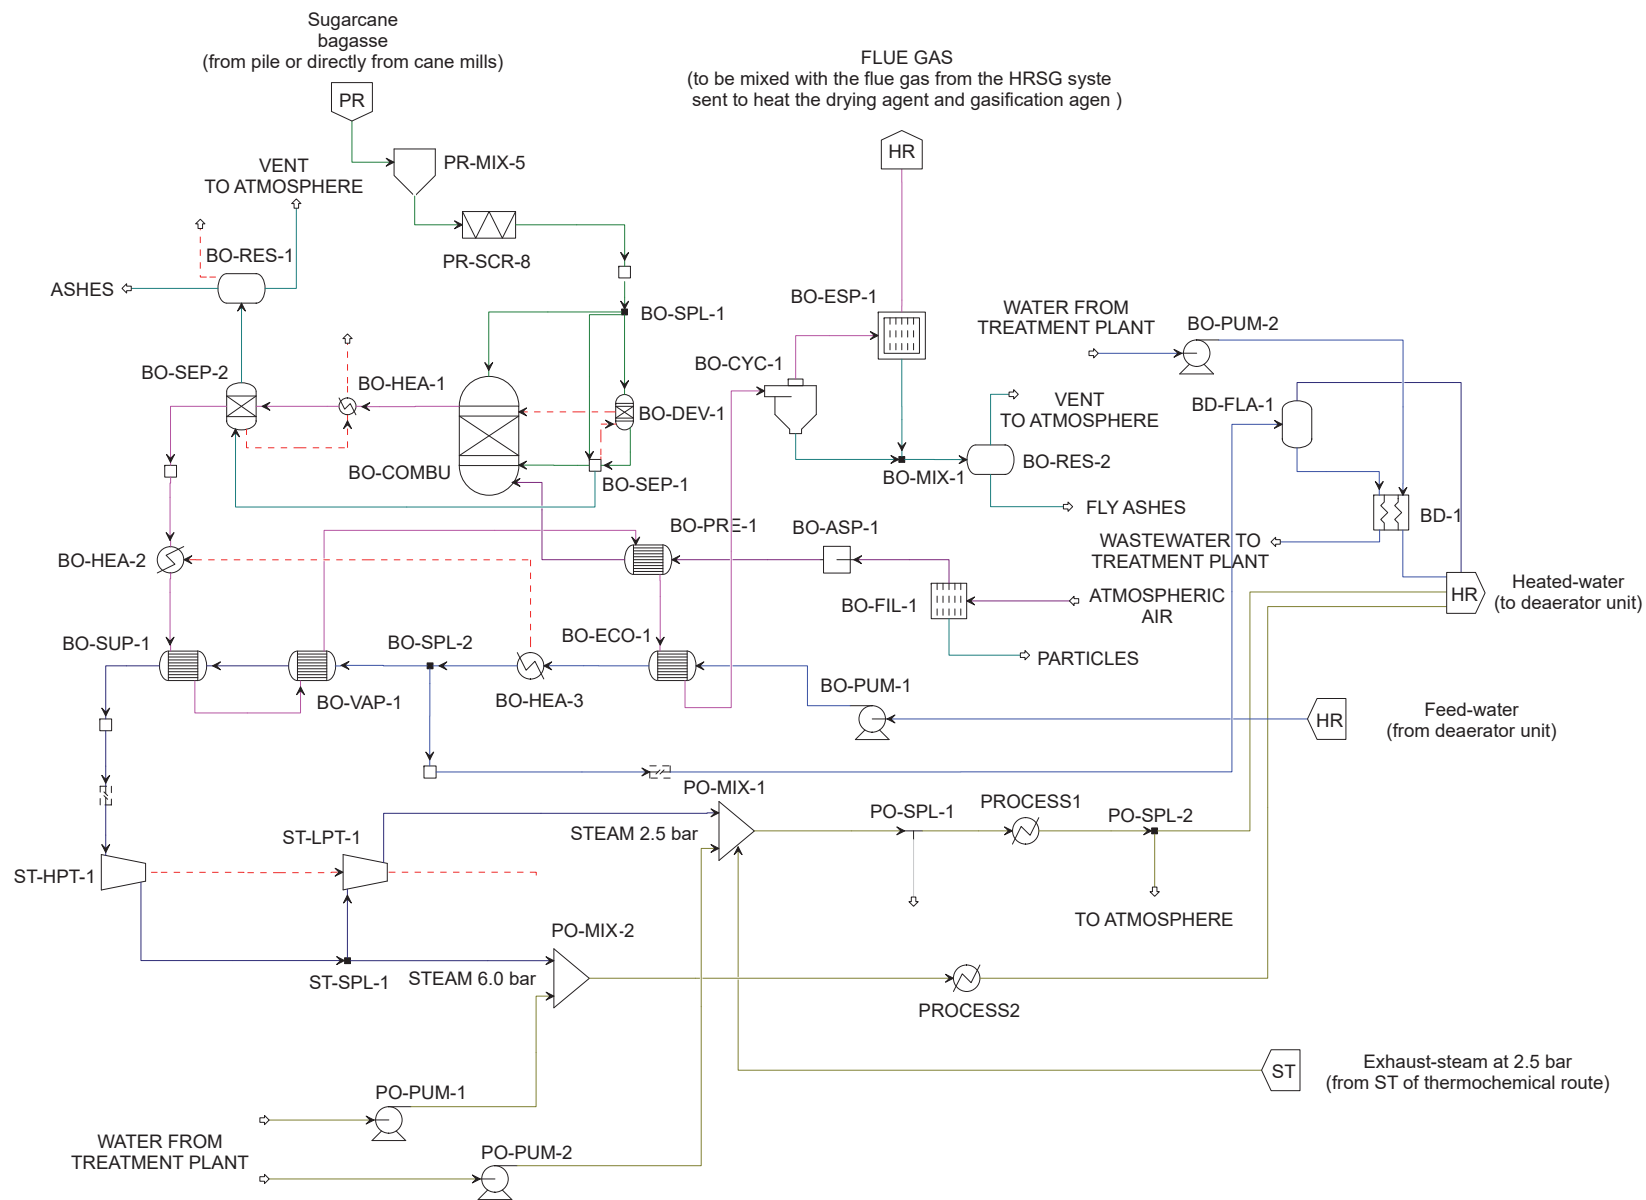 Sugarcane
bagasse
(from pile or directly from cane mills)
PR
PR-MIX-5
PR-SCR-8
VENT
TO ATMOSPHERE
BO-RES-1
ASHES
FLUE GAS
(to be mixed with the flue gas from the HRSG syste
sent to heat the drying agent and gasification agen )
HR
BO-ESP-1
BO-SPL-1
BO-CYC-1
WATER FROM
TREATMENT PLANT
BO-PUM-2
BO-SEP-2
BO-HEA-1
BO-DEV-1
VENT
TO ATMOSPHERE
BD-FLA-1
BO-COMBU
BO-SEP-1
BO-MIX-1
BO-RES-2
FLY ASHES
BD-1
BO-PRE-1
BO-ASP-1
WASTEWATER TO
TREATMENT PLANT
BO-HEA-2
BO-FIL-1
ATMOSPHERIC
AIR
HR
Heated-water
(to deaerator unit)
BO-SUP-1
BO-SPL-2
BO-ECO-1
PARTICLES
BO-VAP-1
BO-HEA-3
BO-PUM-1
HR
Feed-water
(from deaerator unit)
PO-MIX-1
PO-SPL-1
PROCESS1
PO-SPL-2
ST-LPT-1
STEAM 2.5 bar
ST-HPT-1
TO ATMOSPHERE
PO-MIX-2
ST-SPL-1
STEAM 6.0 bar
PROCESS2
ST
Exhaust-steam at 2.5 bar
(from ST of thermochemical route)
PO-PUM-1
WATER FROM
TREATMENT PLANT
PO-PUM-2